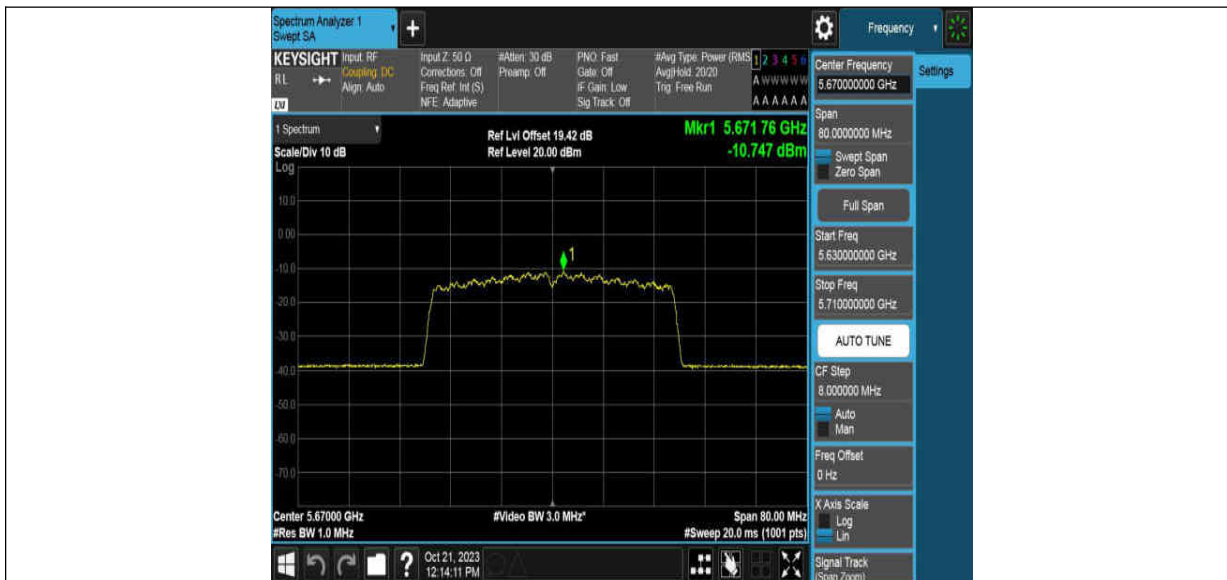 Spectrum Analyzer 1
Swept SA
+
Frequency
KEYSIGHT
RL
LXI
Input: RF
Coupling: DC
Align: Auto
Input Z: 50 Ω
Corrections: Off
Freq Ref: Int (S)
NFE: Adaptive
#Atten: 30 dB
Preamp: Off
PNO: Fast
Gate: Off
IF Gain: Low
Sig Track: Off
#Avg Type: Power (RMS
Avg|Hold: 20/20
Trig: Free Run
1 2 3 4 5 6
A W W W W W
A A A A A A
Center Frequency
5.670000000 GHz
Settings
Span
80.0000000 MHz
Swept Span
Zero Span
Full Span
Start Freq
5.630000000 GHz
Stop Freq
5.710000000 GHz
AUTO TUNE
CF Step
8.000000 MHz
Auto
Man
Freq Offset
0 Hz
X Axis Scale
Log
Lin
Signal Track
(Span Zoom)
1 Spectrum
Scale/Div 10 dB
Log
Ref Lvl Offset 19.42 dB
Ref Level 20.00 dBm
Mkr1 5.671 76 GHz
-10.747 dBm
10.0
0.00
-10.0
-20.0
-30.0
-40.0
-50.0
-60.0
-70.0
1
Center 5.67000 GHz
#Res BW 1.0 MHz
#Video BW 3.0 MHz*
Span 80.00 MHz
#Sweep 20.0 ms (1001 pts)
?
Oct 21, 2023
12:14:11 PM